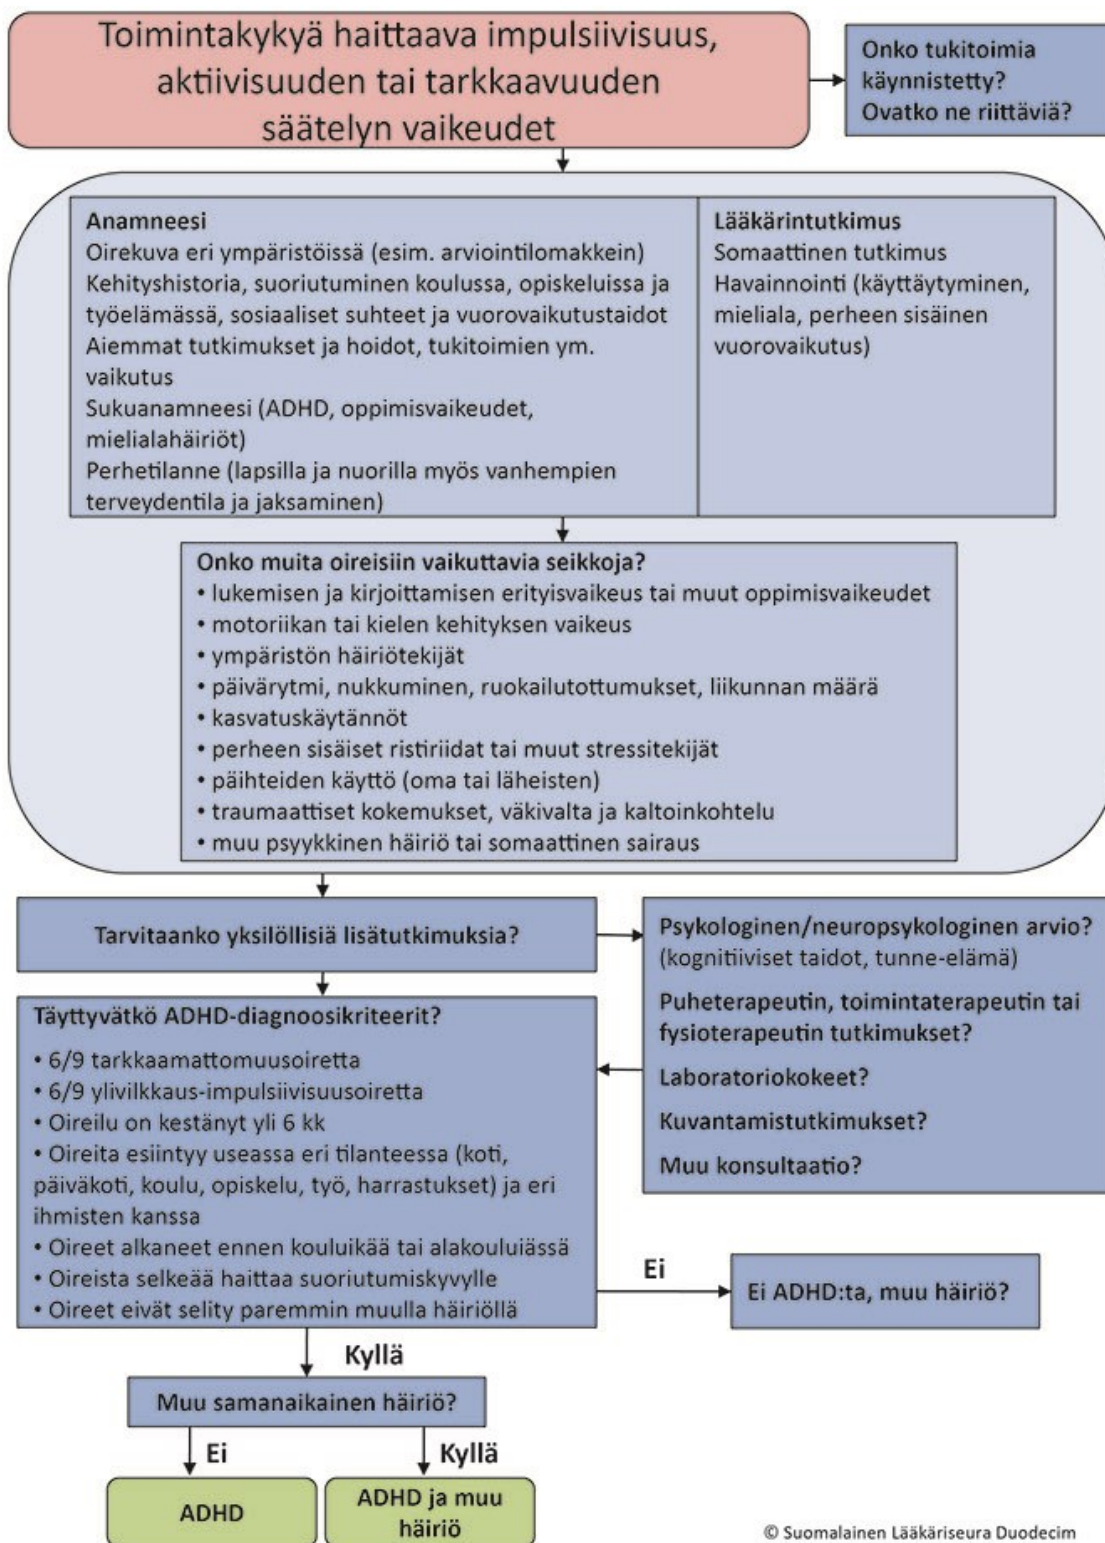 Toimintakykyä haittaava impulsiivisuus,
aktiivisuuden tai tarkkaavuuden
säätelyn vaikeudet
Onko tukitoimia
käynnistetty?
Ovatko ne riittäviä?
Anamneesi
Oirekuva eri ympäristöissä (esim. arviointilomakkein)
Kehityshistoria, suoriutuminen koulussa, opiskeluissa ja
työelämässä, sosiaaliset suhteet ja vuorovaikutustaidot
Aiemmat tutkimukset ja hoidot, tukitoimien ym.
vaikutus
Sukuanamneesi (ADHD, oppimisvaikeudet,
mielialahäiriöt)
Perhetilanne (lapsilla ja nuorilla myös vanhempien
terveydentila ja jaksaminen)
Lääkärintutkimus
Somaattinen tutkimus
Havainnointi (käyttäytyminen,
mieliala, perheen sisäinen
vuorovaikutus)
Onko muita oireisiin vaikuttavia seikkoja?
• lukemisen ja kirjoittamisen erityisvaikeus tai muut oppimisvaikeudet
• motoriikan tai kielen kehityksen vaikeus
• ympäristön häiriötekijät
• päivärytmi, nukkuminen, ruokailutottumukset, liikunnan määrä
• kasvatuskäytännöt
• perheen sisäiset ristiriidat tai muut stressitekijät
• päihteiden käyttö (oma tai läheisten)
• traumaattiset kokemukset, väkivalta ja kaltoinkohtelu
• muu psyykkinen häiriö tai somaattinen sairaus
Tarvitaanko yksilöllisiä lisätutkimuksia?
Psykologinen/neuropsykologinen arvio?
(kognitiiviset taidot, tunne-elämä)
Puheterapeutin, toimintaterapeutin tai
fysioterapeutin tutkimukset?
Laboratoriokokeet?
Kuvantamistutkimukset?
Muu konsultaatio?
Täyttyvätkö ADHD-diagnoosikriteerit?
• 6/9 tarkkaamattomuusoiretta
• 6/9 ylivilkkaus-impulsiivisuusoiretta
• Oireilu on kestänyt yli 6 kk
• Oireita esiintyy useassa eri tilanteessa (koti,
päiväkoti, koulu, opiskelu, työ, harrastukset) ja eri
ihmisten kanssa
• Oireet alkaneet ennen kouluikää tai alakouluiässä
• Oireista selkeää haittaa suoriutumiskyvylle
• Oireet eivät selity paremmin muulla häiriöllä
Ei
Ei ADHD:ta, muu häiriö?
Kyllä
Muu samanaikainen häiriö?
Ei
Kyllä
ADHD
ADHD ja muu
häiriö
© Suomalainen Lääkäriseura Duodecim